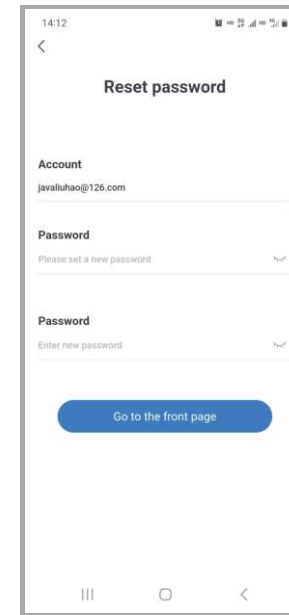 14:12
Reset password
Account
javaliuhao@126.com
Password
Please set a new password
Password
Enter new password
Go to the front page